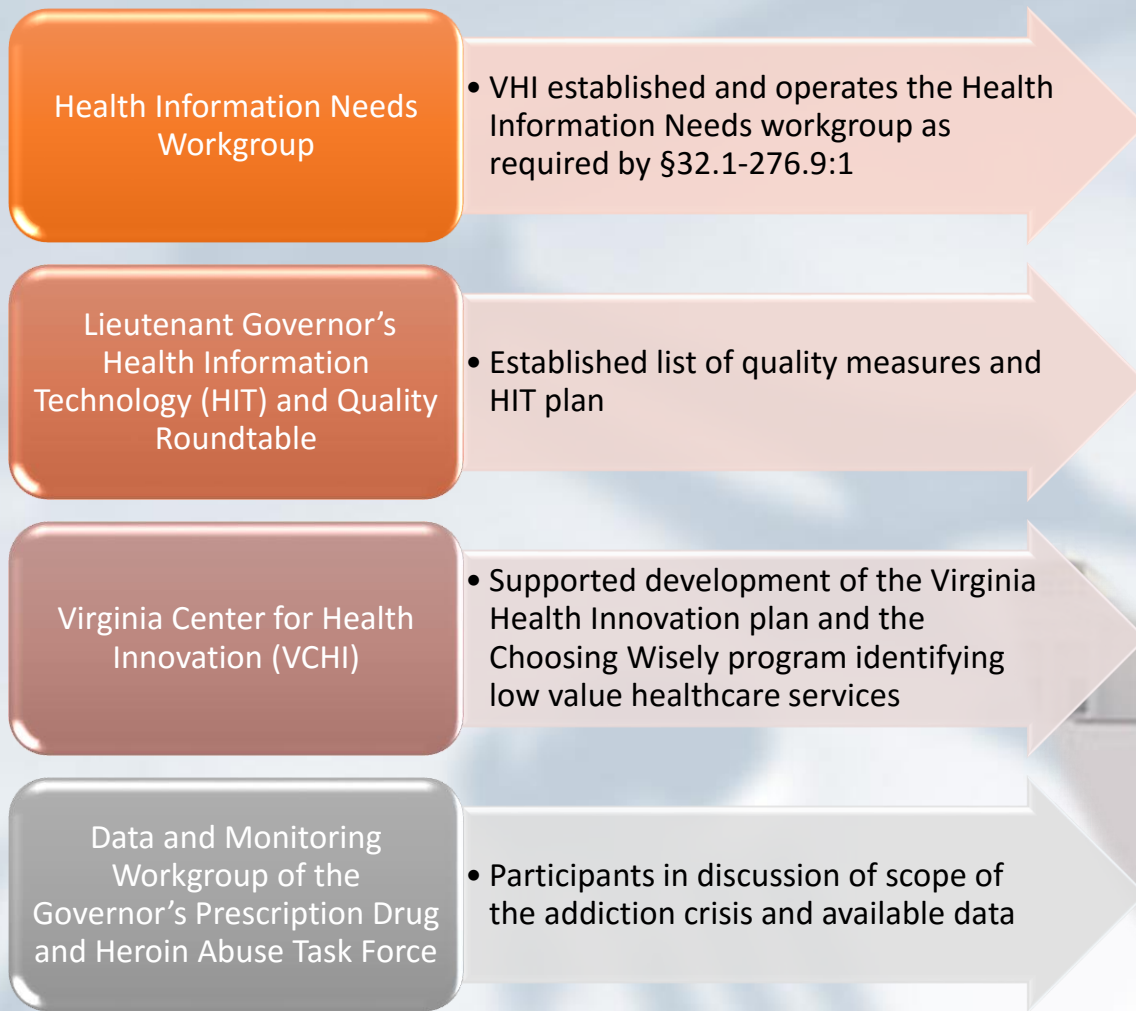 Health Information Needs
Workgroup
• VHI established and operates the Health
Information Needs workgroup as
required by §32.1-276.9:1
Lieutenant Governor’s
Health Information
Technology (HIT) and Quality
Roundtable
• Established list of quality measures and
HIT plan
Virginia Center for Health
Innovation (VCHI)
• Supported development of the Virginia
Health Innovation plan and the
Choosing Wisely program identifying
low value healthcare services
Data and Monitoring
Workgroup of the
Governor’s Prescription Drug
and Heroin Abuse Task Force
• Participants in discussion of scope of
the addiction crisis and available data